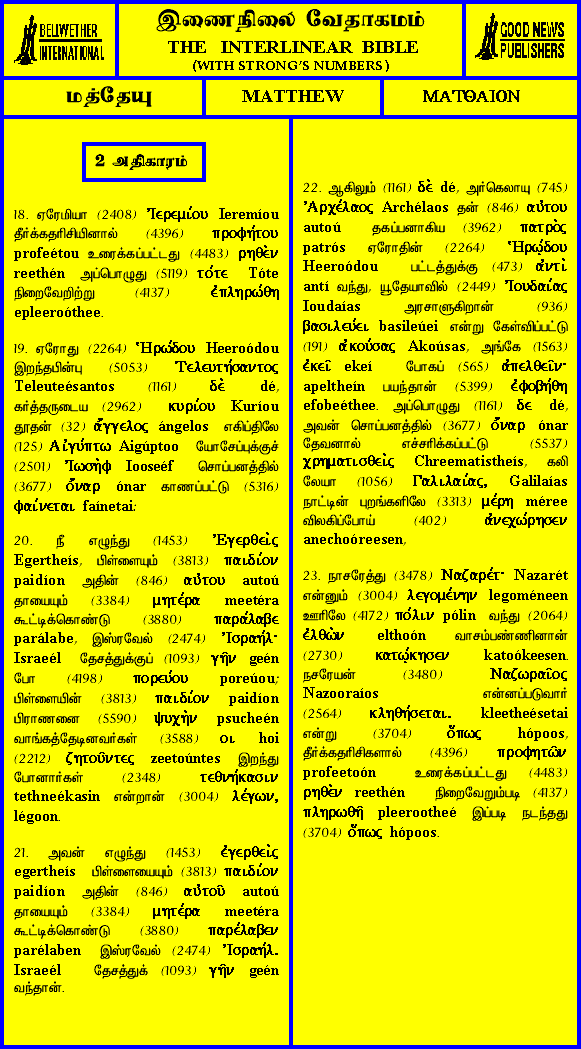 BELLWETHER
INTERNATIONAL
இணைநிலை வேதாகமம்
THE INTERLINEAR BIBLE
(WITH STRONG'S NUMBERS)
GOOD NEWS
PUBLISHERS
மத்தேயு
MATTHEW
ΜΑΤΘΑΙΟΝ
2 அதிகாரம்
18. ஏரேமியா (2408) Ἰερεμίου Ieremíou
தீர்க்கதரிசியினால் (4396) προφήτου
profeétou உரைக்கப்பட்டது (4483) ρηθὲν
reethén அப்பொழுது (5119) τότε Tóte
நிறைவேறிற்று (4137) ἐπληρώθη
epleeroóthee.
19. ஏரோது (2264) Ἡρώδου Heeroódou
இறந்தபின்பு (5053) Τελευτήσαντος
Teleuteésantos (1161) δὲ dé,
கர்த்தருடைய (2962) κυρίου Kuríou
தூதன் (32) ἄγγελος ángelos எகிப்திலே
(125) Αἰγύπτω Aigúptoo யோசேப்புக்குச்
(2501) Ἰωσὴφ Iooseéf சொப்பனத்தில்
(3677) ὄναρ ónar காணப்பட்டு (5316)
φαίνεται faínetai:
20. நீ எழுந்து (1453) Ἐγερθεὶς
Egertheís, பிள்ளையும் (3813) παιδίον
paidíon அதின் (846) αὐτου autoú
தாயையும் (3384) μητέρα meetéra
கூட்டிக்கொண்டு (3880) παράλαβε
parálabe, இஸ்ரவேல் (2474) Ἰσραήλ·
Israeél தேசத்துக்குப் (1093) γῆν geén
போ (4198) πορεύου poreúou;
பிள்ளையின் (3813) παιδίον paidíon
பிராணனை (5590) ψυχὴν psucheén
வாங்கத்தேடினவர்கள் (3588) οι hoi
(2212) ζητοῦντες zeetoúntes இறந்து
போனார்கள் (2348) τεθνήκασιν
tethneékasin என்றான் (3004) λέγων,
légoon.
21. அவன் எழுந்து (1453) ἐγερθεὶς
egertheís பிள்ளையையும் (3813) παιδίον
paidíon அதின் (846) αὐτοῦ autoú
தாயையும் (3384) μητέρα meetéra
கூட்டிக்கொண்டு (3880) παρέλαβεν
parélaben இஸ்ரவேல் (2474) Ἰσραήλ.
Israeél தேசத்துக் (1093) γῆν geén
வந்தான்.
22. ஆகிலும் (1161) δὲ dé, அர்கெலாயு (745)
Ἀρχέλαος Archélaos தன் (846) αὐτου
autoú தகப்பனாகிய (3962) πατρὸς
patrós ஏரோதின் (2264) Ἡρῴδου
Heeroódou பட்டத்துக்கு (473) ἀντὶ
antí வந்து, யூதேயாவில் (2449) Ἰουδαίας
Ioudaías அரசாளுகிறான் (936)
βασιλεύει basileúei என்று கேள்விப்பட்டு
(191) ἀκούσας Akoúsas, அங்கே (1563)
ἐκεῖ ekeí போகப் (565) ἀπελθεῖν·
apeltheín பயந்தான் (5399) ἐφοβήθη
efobeéthee. அப்பொழுது (1161) δε dé,
அவன் சொப்பனத்தில் (3677) ὄναρ ónar
தேவனால் எச்சரிக்கப்பட்டு (5537)
χρηματισθεὶς Chreematistheís, கலி
லேயா (1056) Γαλιλαίας, Galilaías
நாட்டின் புறங்களிலே (3313) μέρη méree
விலகிப்போய் (402) ἀνεχώρησεν
anechoóreesen,
23. நாசரேத்து (3478) Ναζαρέτ· Nazarét
என்னும் (3004) λεγομένην legoméneen
ஊரிலே (4172) πόλιν pólin வந்து (2064)
ἐλθὼν elthoón வாசம்பண்ணினான்
(2730) κατῴκησεν katoókeesen.
நசரேயன் (3480) Ναζωραῖος
Nazooraíos என்னப்படுவார்
(2564) κληθήσεται. kleetheésetai
என்று (3704) ὅπως hópoos,
தீர்க்கதரிசிகளால் (4396) προφητῶν
profeetoón உரைக்கப்பட்டது (4483)
ρηθὲν reethén நிறைவேறும்படி (4137)
πληρωθῆ pleerootheé இப்படி நடந்தது
(3704) ὅπως hópoos.